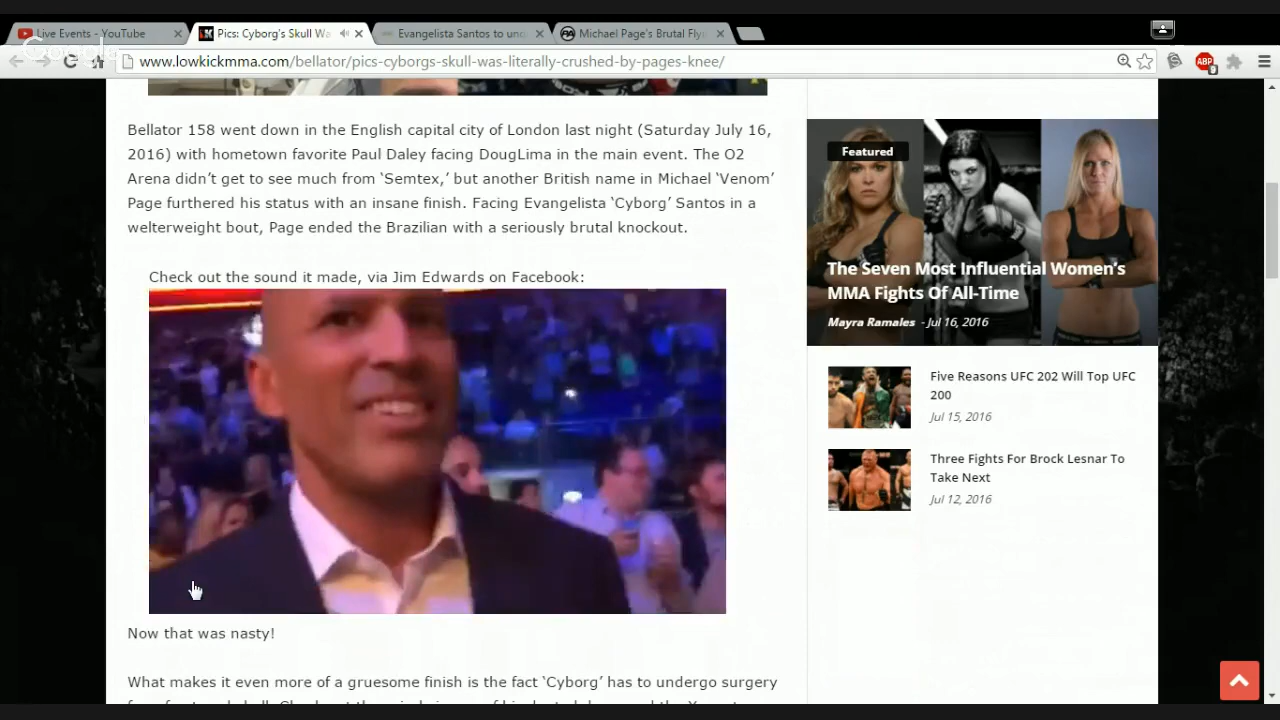 Live Events - YouTube
Pics: Cyborg's Skull Wa
Evangelista Santos to und
Michael Page's Brutal Fly
www.lowkickmma.com/bellator/pics-cyborgs-skull-was-literally-crushed-by-pages-knee/
ABP
9
Bellator 158 went down in the English capital city of London last night (Saturday July 16,
2016) with hometown favorite Paul Daley facing DougLima in the main event. The O2
Arena didn't get to see much from 'Semtex,' but another British name in Michael 'Venom'
Page furthered his status with an insane finish. Facing Evangelista 'Cyborg' Santos in a
welterweight bout, Page ended the Brazilian with a seriously brutal knockout.
Check out the sound it made, via Jim Edwards on Facebook:
Now that was nasty!
What makes it even more of a gruesome finish is the fact 'Cyborg' has to undergo surgery
Featured
The Seven Most Influential Women's
MMA Fights Of All-Time
Mayra Ramales - Jul 16, 2016
Five Reasons UFC 202 Will Top UFC
200
Jul 15, 2016
Three Fights For Brock Lesnar To
Take Next
Jul 12, 2016